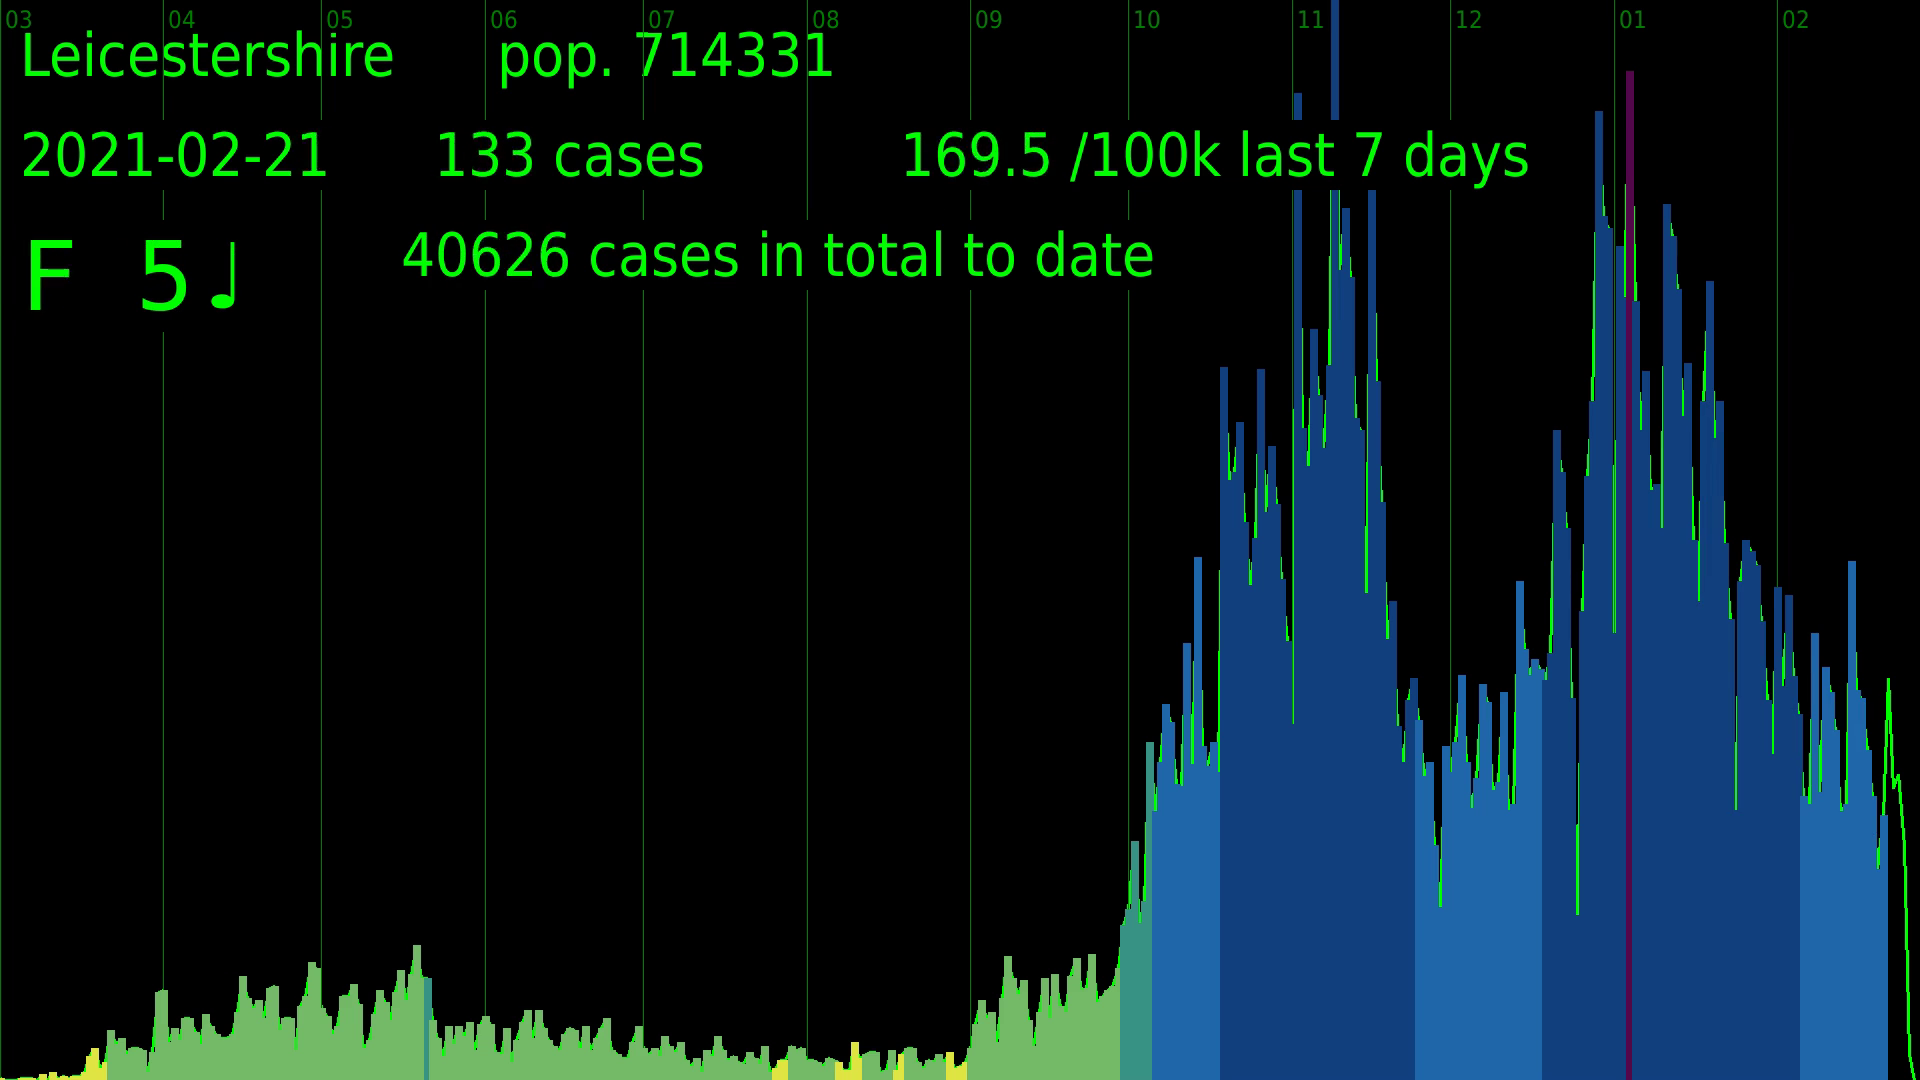 03 04 05 06 07 08 09 10 11 12 01 02
Leicestershire pop. 714331
2021-02-21 133 cases 169.5 /100k last 7 days
F 5♩ 40626 cases in total to date